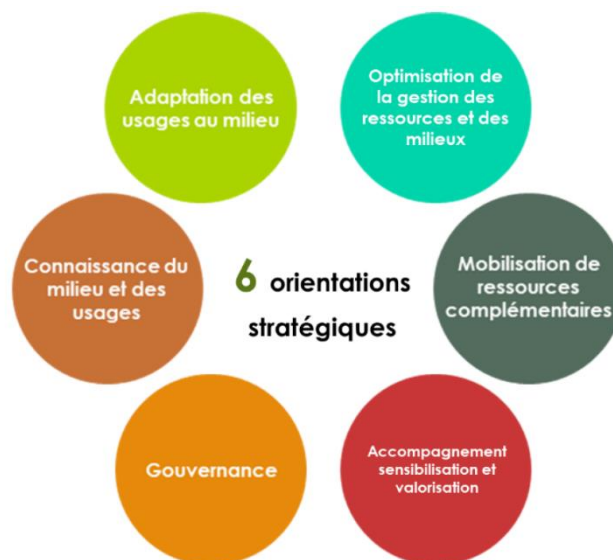 Adaptation des
usages au milieu
Optimisation de
la gestion des
ressources et des
milieux
Connaissance du
milieu et des
usages
6 orientations
stratégiques
Mobilisation de
ressources
complémentaires
Gouvernance
Accompagnement
sensibilisation et
valorisation